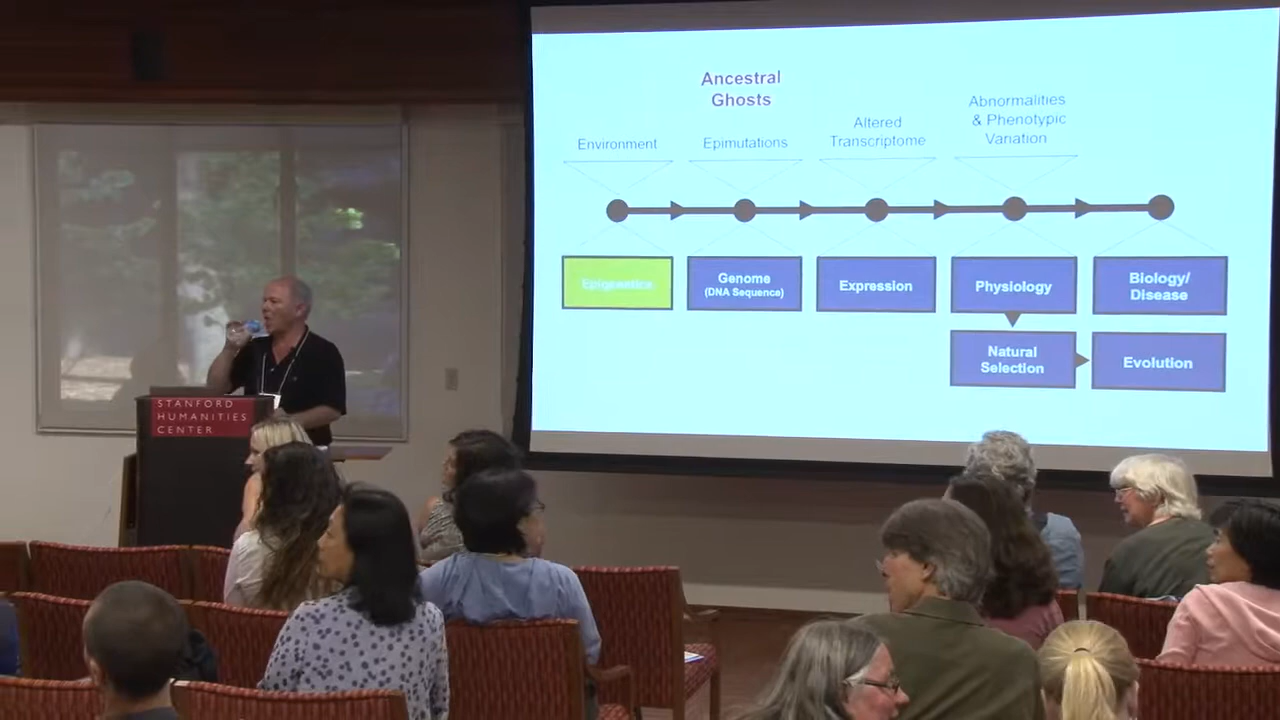 Ancestral
Ghosts
Environment
Epimutations
Altered
Transcriptome
Abnormalities
& Phenotypic
Variation
Epigenetics
Genome
(DNA Sequence)
Expression
Physiology
Biology/
Disease
Natural
Selection
Evolution
STANFORD
HUMANITIES
CENTER